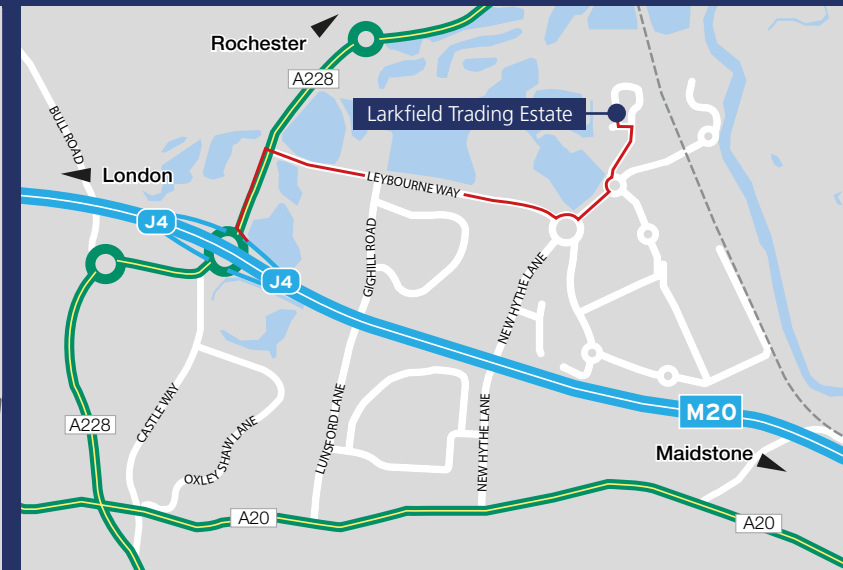 Rochester
A228
BULL ROAD
Larkfield Trading Estate
London
LEYBOURNE WAY
J4
GIGHILL ROAD
J4
NEW HYTHE LANE
M20
CASTLE WAY
LUNSFORD LANE
NEW HYTHE LANE
A228
OXLEY SHAW LANE
Maidstone
A20
A20